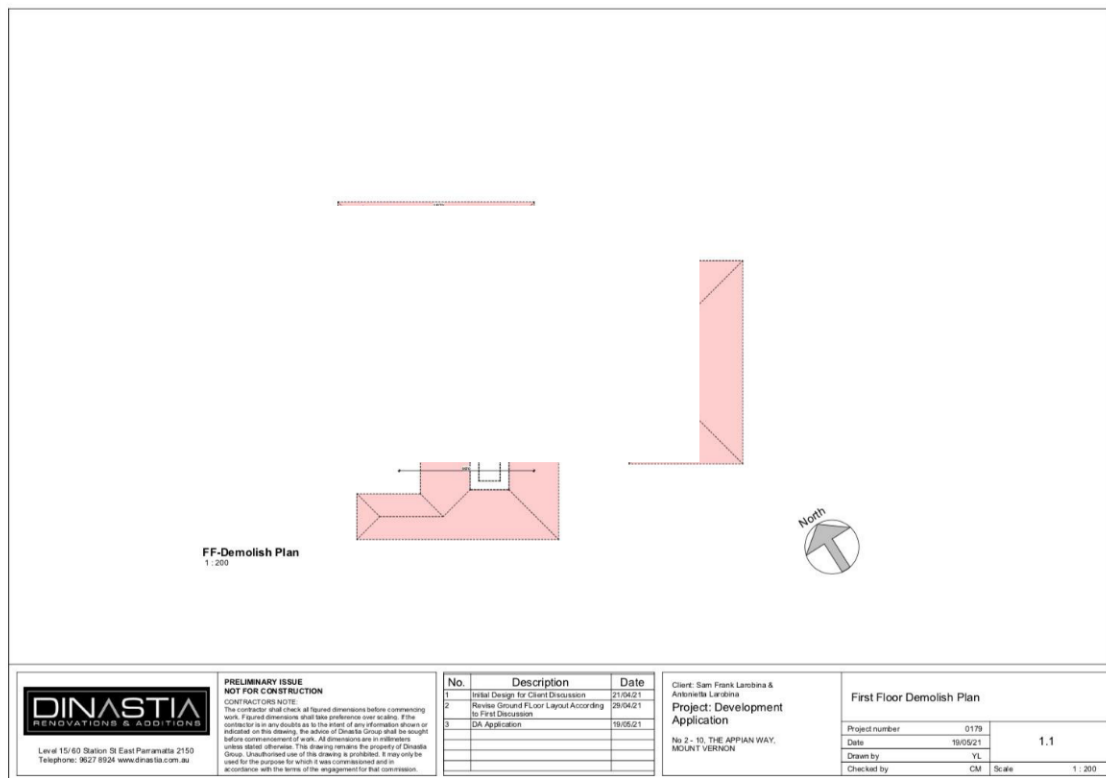 North
FF-Demolish Plan
1 : 200
DINASTIA
RENOVATIONS & ADDITIONS
Level 15/60 Station St East Parramatta 2150
Telephone: 9627 8924 www.dinastia.com.au
PRELIMINARY ISSUE
NOT FOR CONSTRUCTION
CONTRACTORS NOTE:
The contractor shall check all figured dimensions before commencing
work. Figured dimensions shall take preference over scaling. If the
contractor is in any doubts as to the intent of any information shown or
indicated on this drawing, the advice of Dinastia Group shall be sought
before commencement of work. All dimensions are in millimeters
unless stated otherwise. This drawing remains the property of Dinastia
Group. Unauthorised use of this drawing is prohibited. It may only be
used for the purpose for which it was commissioned and in
accordance with the terms of the engagement for that commission.
No. Description Date
1 Initial Design for Client Discussion 21/04/21
2 Revise Ground FLoor Layout According 29/04/21
to First Discussion
3 DA Application 19/05/21
Client: Sam Frank Larobina &
Antonietta Larobina
Project: Development
Application
No 2 - 10, THE APPIAN WAY,
MOUNT VERNON
First Floor Demolish Plan
Project number 0179
Date 19/05/21
Drawn by YL
Checked by CM
1.1
Scale 1 : 200